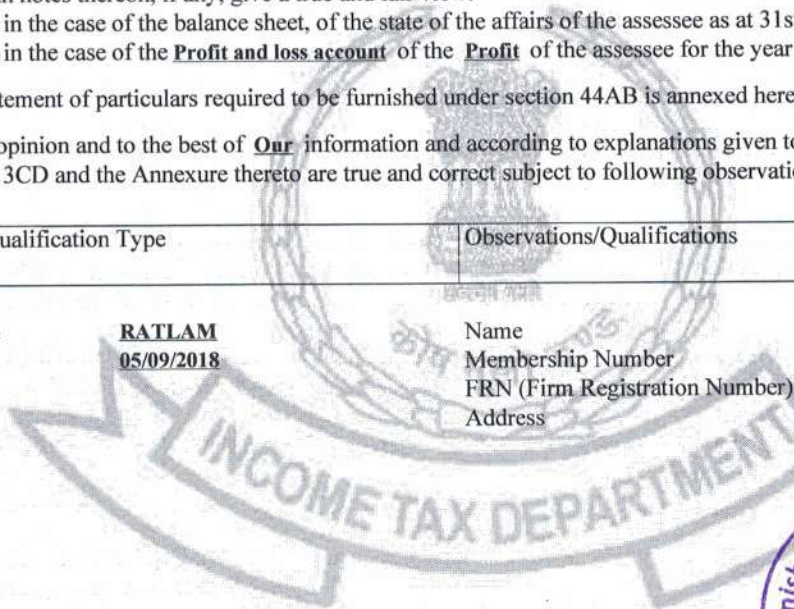 in the case of the balance sheet, of the state of the affairs of the assessee as at 31s
in the case of the Profit and loss account of the Profit of the assessee for the year
tement of particulars required to be furnished under section 44AB is annexed here
opinion and to the best of Our information and according to explanations given to
3CD and the Annexure thereto are true and correct subject to following observati
ualification Type Observations/Qualifications
RATLAM Name
05/09/2018 Membership Number
FRN (Firm Registration Number)
Address
INCOME TAX DEPARTMENT